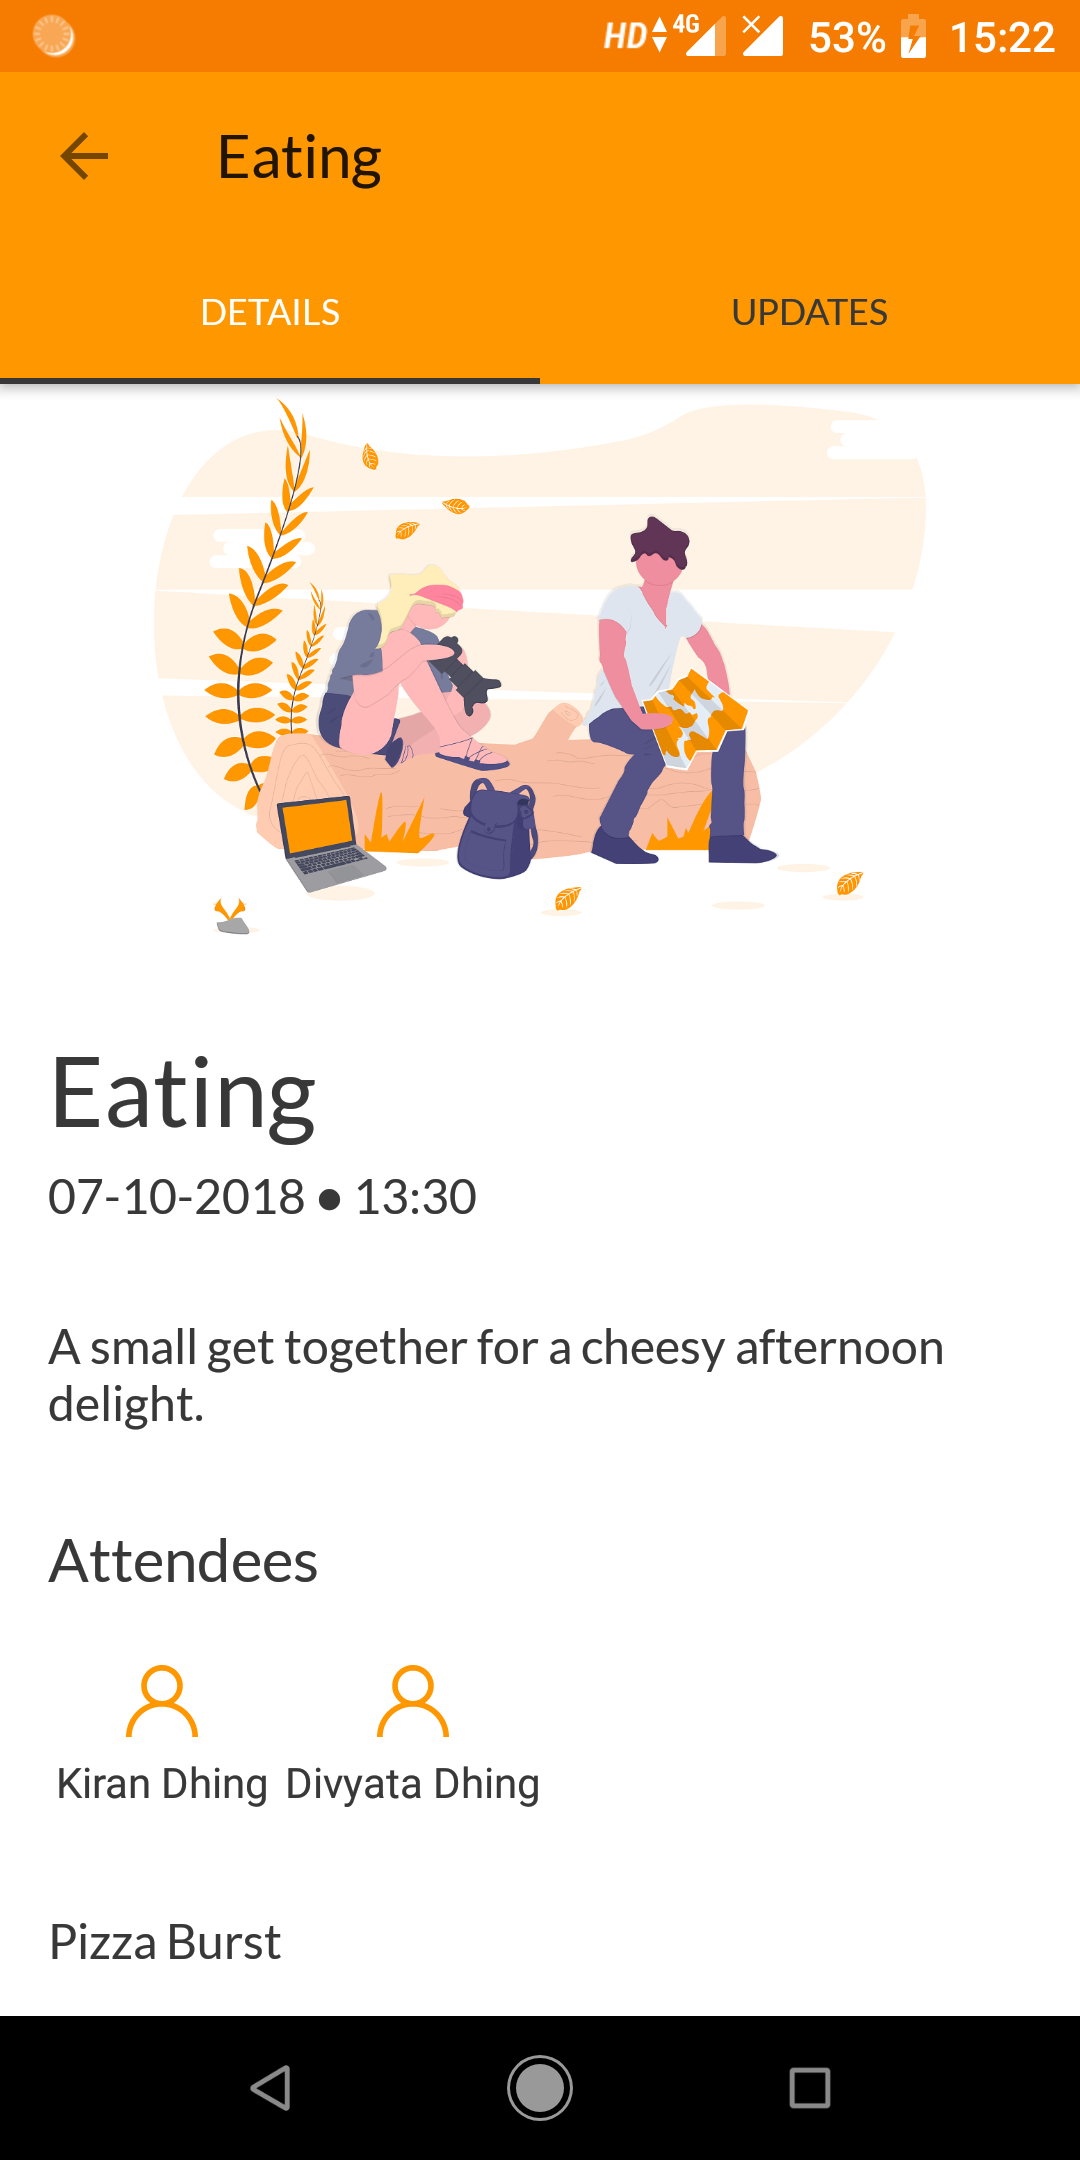 HD 4G 53% 15:22
Eating
DETAILS UPDATES
Eating
07-10-2018 ● 13:30
A small get together for a cheesy afternoon
delight.
Attendees
Kiran Dhing Divyata Dhing
Pizza Burst